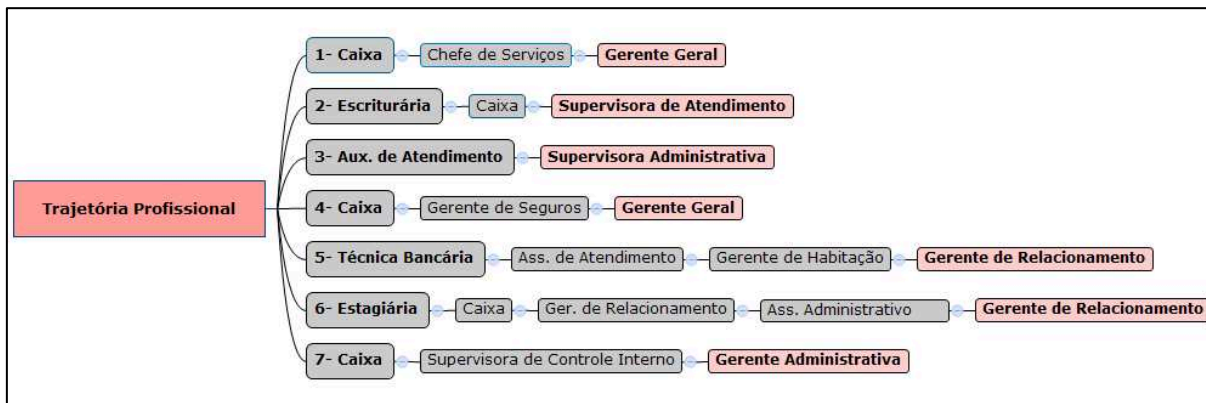 1- Caixa Chefe de Serviços Gerente Geral
2- Escriturária Caixa Supervisora de Atendimento
3- Aux. de Atendimento Supervisora Administrativa
Trajetória Profissional
4- Caixa Gerente de Seguros Gerente Geral
5- Técnica Bancária Ass. de Atendimento Gerente de Habitação Gerente de Relacionamento
6- Estagiária Caixa Ger. de Relacionamento Ass. Administrativo Gerente de Relacionamento
7- Caixa Supervisora de Controle Interno Gerente Administrativa